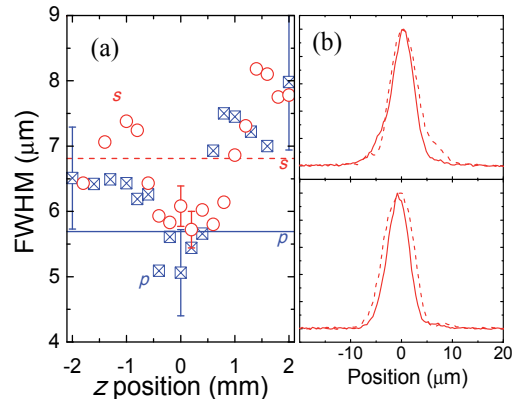 (a)
(b)
9
8
7
6
5
4
FWHM (μm)
s
s
p
p
-2 -1 0 1 2
z position (mm)
-10 0 10 20
Position (μm)